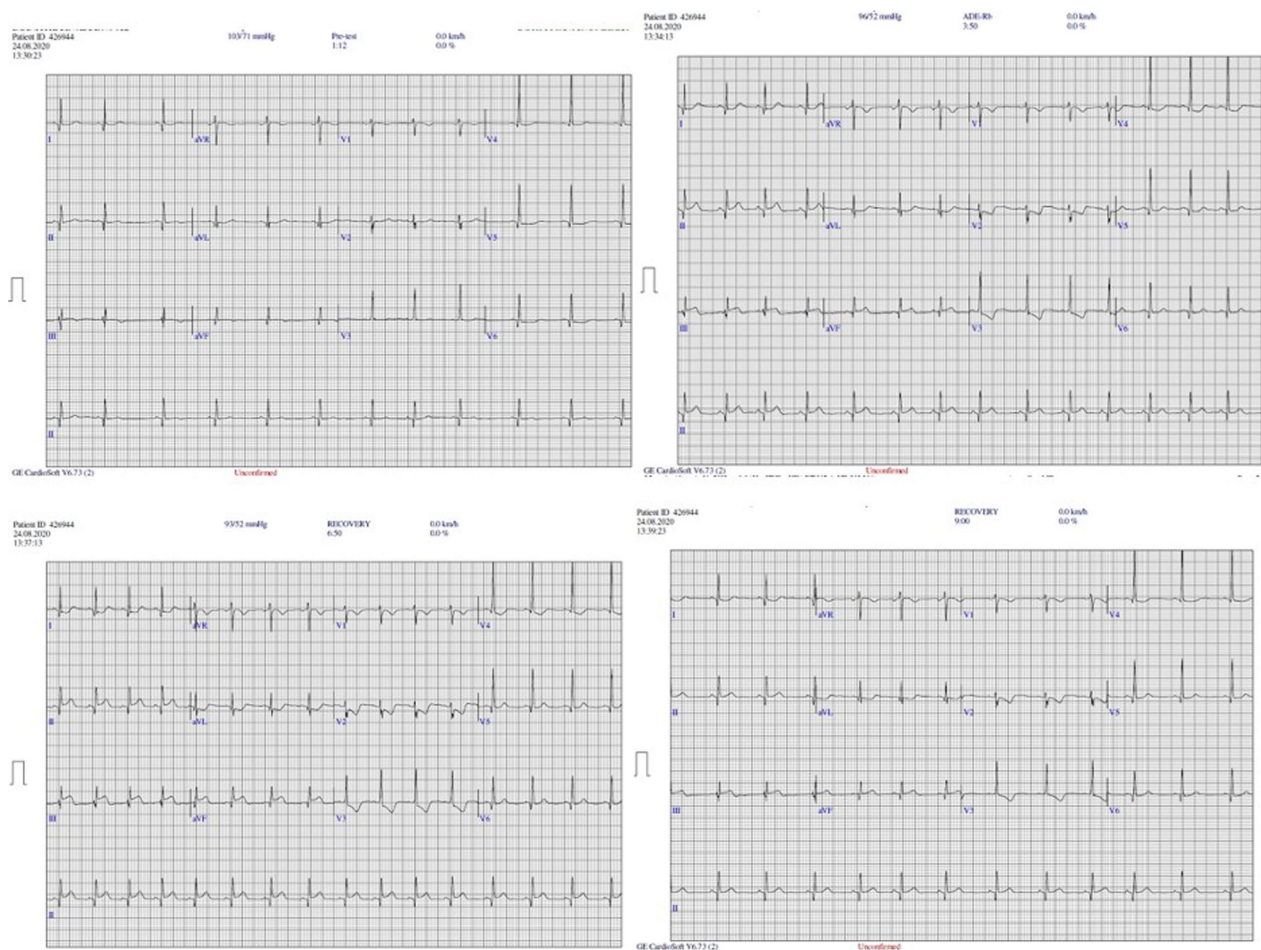 Patient ID 426944 103/71 mmHg Pre-test 0.0 km/h
24.08.2020 1:12 0.0 %
13:30:23
I aVR V1 V4
II aVL V2 V5
III aVF V3 V6
II
GE CardioSoft V6.73 (2) Unconfirmed
Patient ID 426944 96/52 mmHg 0.0 km/h
24.08.2020 3:50 0.0 %
13:34:13
I aVR V1 V4
II aVL V2 V5
III aVF V3 V6
II
GE CardioSoft V6.73 (2) Unconfirmed
Patient ID 426944 93/52 mmHg RECOVERY 0.0 km/h
24.08.2020 6:50 0.0 %
13:37:13
I aVR V1 V4
II aVL V2 V5
III aVF V3 V6
II
Patient ID 426944 RECOVERY 0.0 km/h
24.08.2020 9:00 0.0 %
13:39:23
I aVR V1 V4
II aVL V2 V5
III aVF V3 V6
II
GE CardioSoft V6.73 (2) Unconfirmed